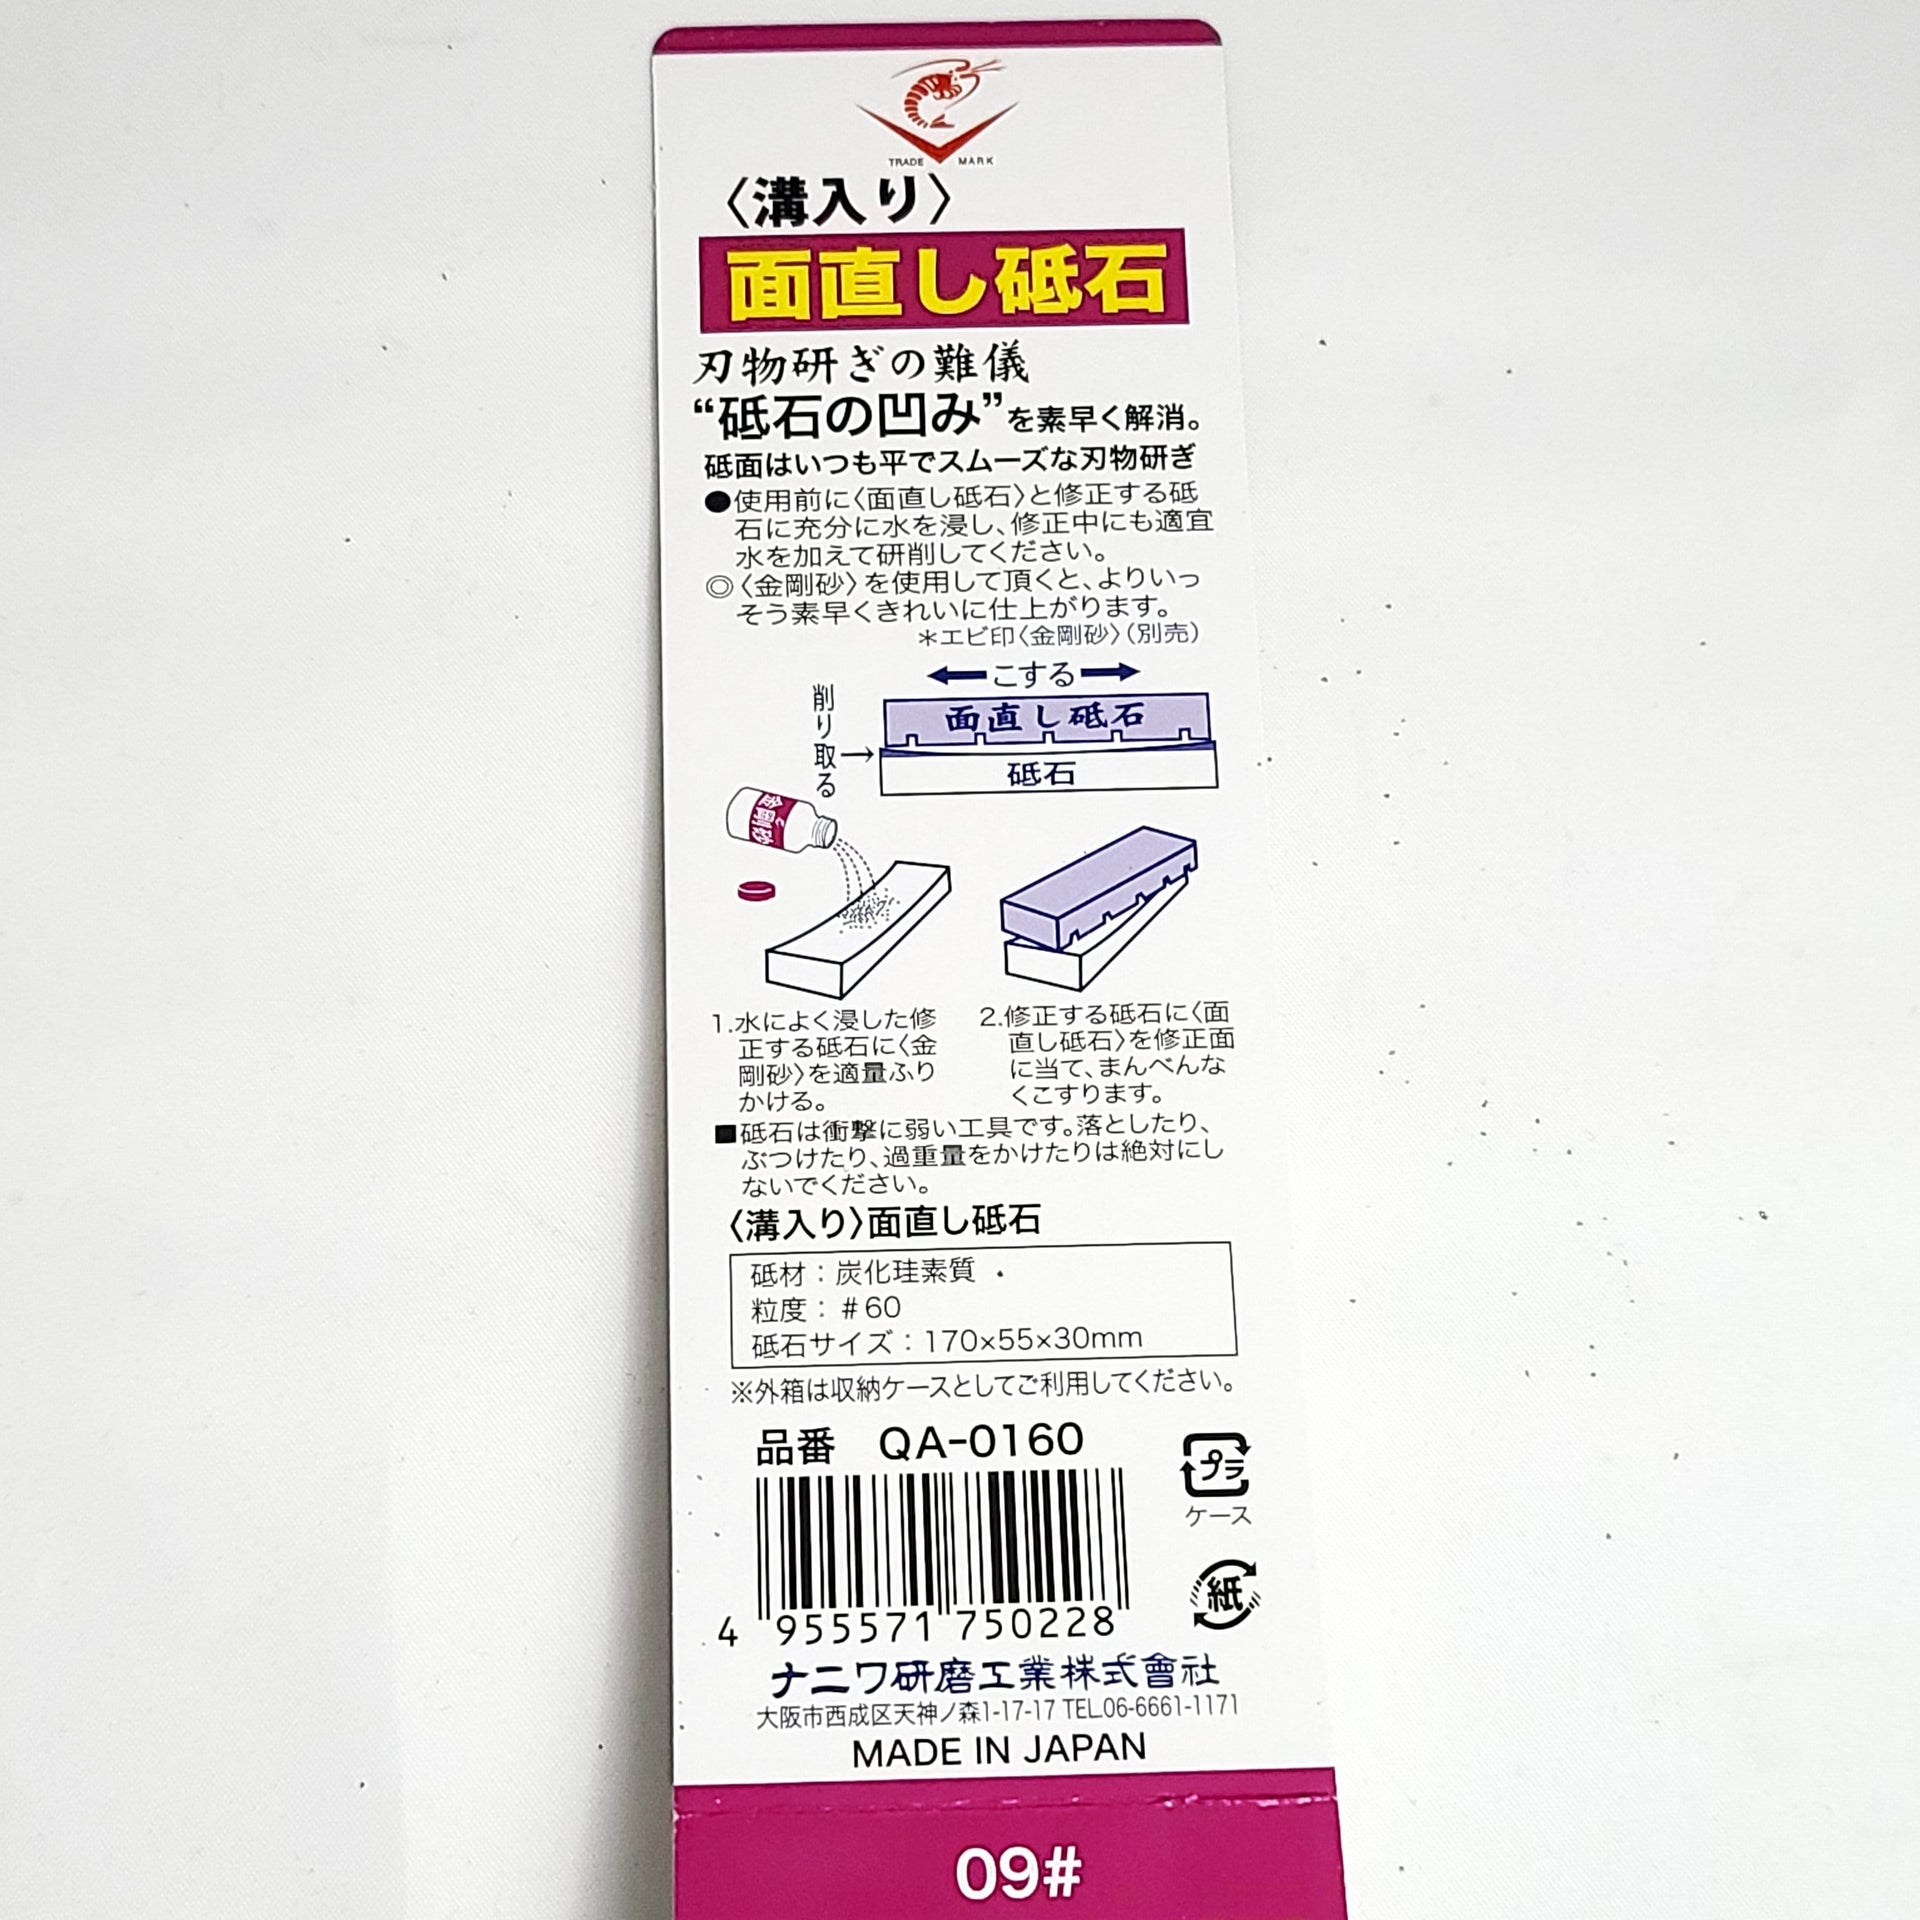 TRADE MARK
〈溝入り〉
面直し砥石
刃物研ぎの難儀
“砥石の凹み”を素早く解消。
砥面はいつも平でスムーズな刃物研ぎ
●使用前に〈面直し砥石〉と修正する砥
石に充分に水を浸し、修正中にも適宜
水を加えて研削してください。
◎〈金剛砂〉を使用して頂くと、よりいっ
そう素早くきれいに仕上がります。
＊エビ印〈金剛砂〉（別売）
←こする→
削り取る→
面直し砥石
砥石
金剛砂
1.水によく浸した修
正する砥石に〈金
剛砂〉を適量ふり
かける。
2.修正する砥石に〈面
直し砥石〉を修正面
に当て、まんべんな
くこすります。
■砥石は衝撃に弱い工具です。落としたり、
ぶつけたり、過重量をかけたりは絶対にし
ないでください。
〈溝入り〉面直し砥石
砥材：炭化珪素質
粒度：＃60
砥石サイズ：170×55×30mm
※外箱は収納ケースとしてご利用してください。
品番 QA-0160
プラ
ケース
紙
4 955571 750228
ナニワ研磨工業株式會社
大阪市西成区天神ノ森1-17-17 TEL.06-6661-1171
MADE IN JAPAN
#60